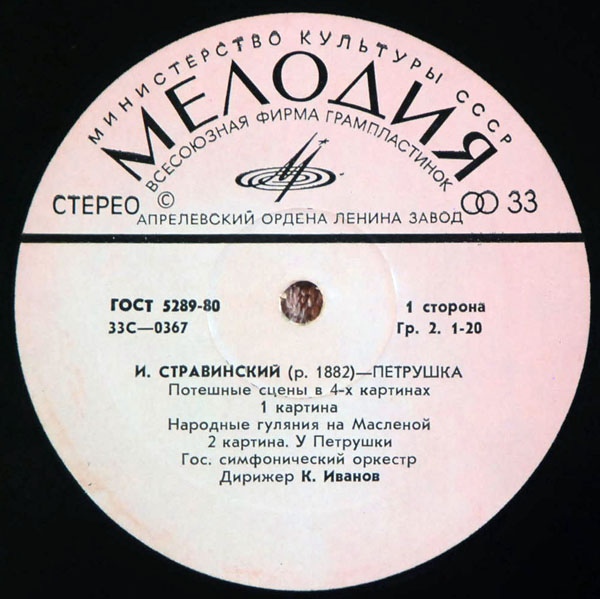 МИНИСТЕРСТВО КУЛЬТУРЫ СССР
МЕЛОДИЯ
ВСЕСОЮЗНАЯ ФИРМА ГРАМПЛАСТИНОК
СТЕРЕО © 33
АПРЕЛЕВСКИЙ ОРДЕНА ЛЕНИНА ЗАВОД
ГОСТ 5289-80 1 сторона
33С—0367 Гр. 2. 1-20
И. СТРАВИНСКИЙ (р. 1882)—ПЕТРУШКА
Потешные сцены в 4-х картинах
1 картина
Народные гуляния на Масленой
2 картина. У Петрушки
Гос. симфонический оркестр
Дирижер К. Иванов